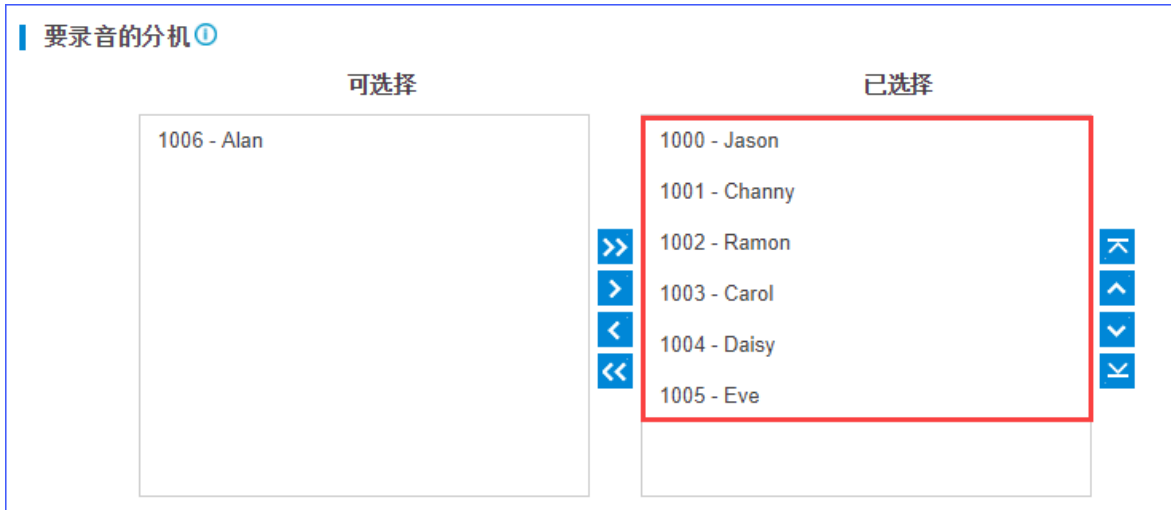 要录音的分机
可选择
已选择
1006 - Alan
1000 - Jason
1001 - Channy
1002 - Ramon
1003 - Carol
1004 - Daisy
1005 - Eve